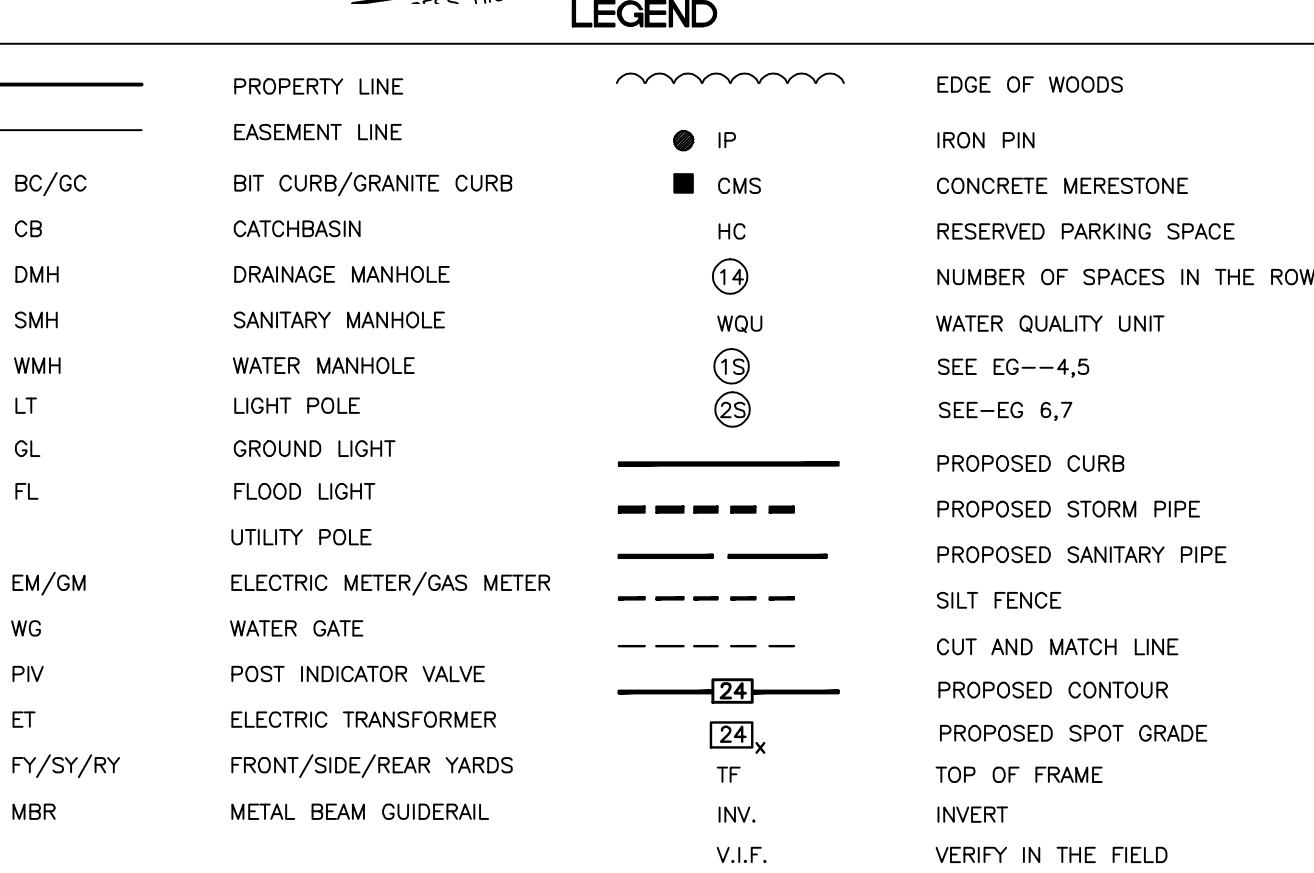 LEGEND
PROPERTY LINE
EASEMENT LINE
BC/GC BIT CURB/GRANITE CURB
CB CATCHBASIN
DMH DRAINAGE MANHOLE
SMH SANITARY MANHOLE
WMH WATER MANHOLE
LT LIGHT POLE
GL GROUND LIGHT
FL FLOOD LIGHT
UTILITY POLE
EM/GM ELECTRIC METER/GAS METER
WG WATER GATE
PIV POST INDICATOR VALVE
ET ELECTRIC TRANSFORMER
FY/SY/RY FRONT/SIDE/REAR YARDS
MBR METAL BEAM GUIDERAIL
EDGE OF WOODS
IP IRON PIN
CMS CONCRETE MERESTONE
HC RESERVED PARKING SPACE
14 NUMBER OF SPACES IN THE ROW
WQU WATER QUALITY UNIT
1S SEE EG--4,5
2S SEE-EG 6,7
PROPOSED CURB
PROPOSED STORM PIPE
PROPOSED SANITARY PIPE
SILT FENCE
CUT AND MATCH LINE
24 PROPOSED CONTOUR
24 x PROPOSED SPOT GRADE
TF TOP OF FRAME
INV. INVERT
V.I.F. VERIFY IN THE FIELD